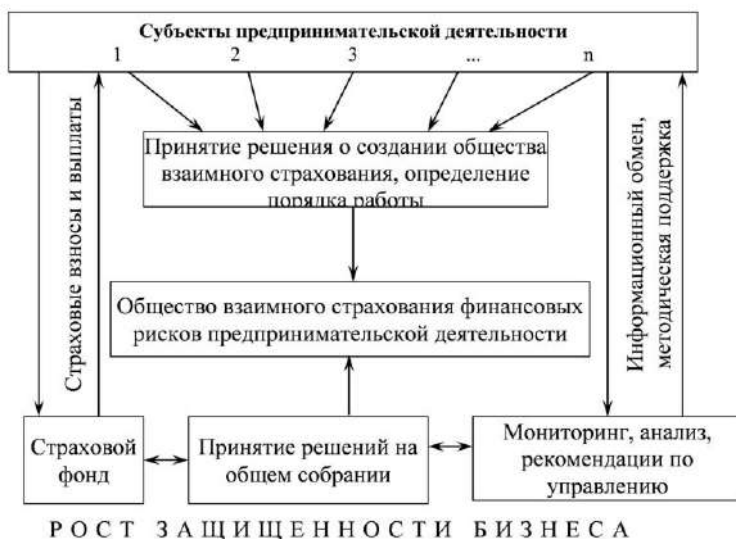 Субъекты предпринимательской деятельности
1 2 3 ... n
Страховые взносы и выплаты
Принятие решения о создании общества
взаимного страхования, определение
порядка работы
Информационный обмен,
методическая поддержка
Общество взаимного страхования финансовых
рисков предпринимательской деятельности
Страховой
фонд
Принятие решений на
общем собрании
Мониторинг, анализ,
рекомендации по
управлению
РОСТ ЗАЩИЩЕННОСТИ БИЗНЕСА